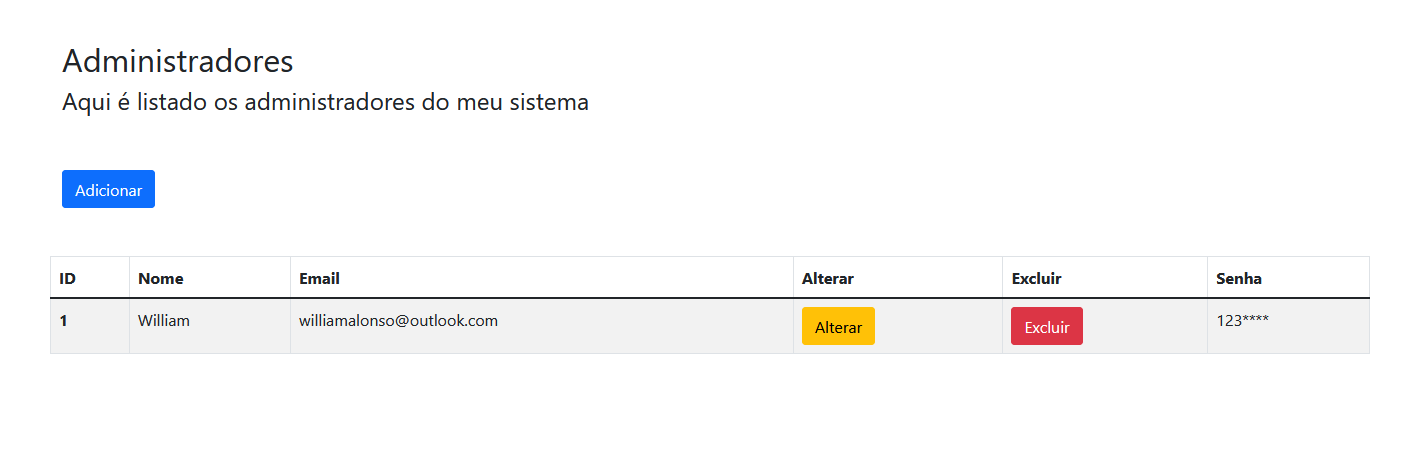 Administradores
Aqui é listado os administradores do meu sistema
Adicionar
ID Nome Email Alterar Excluir Senha
1 William williamalonso@outlook.com Alterar Excluir 123****